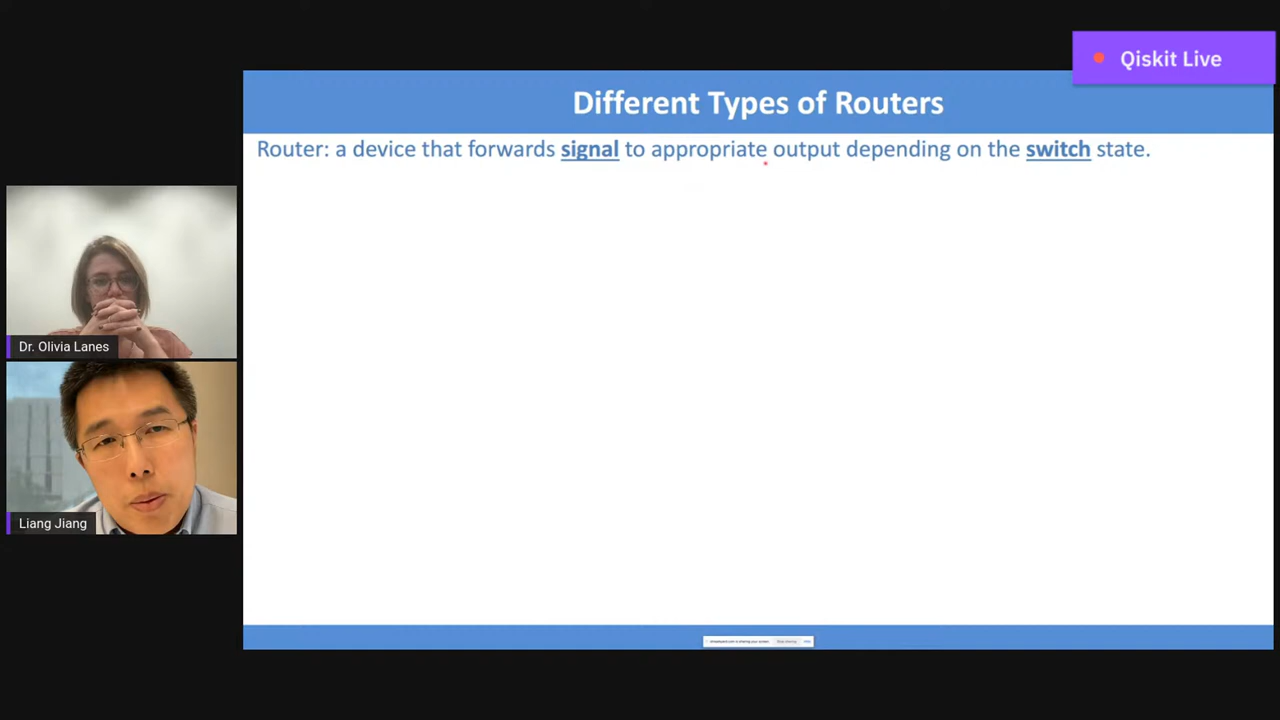 Qiskit Live
Different Types of Routers
Router: a device that forwards signal to appropriate output depending on the switch state.
Dr. Olivia Lanes
Liang Jiang